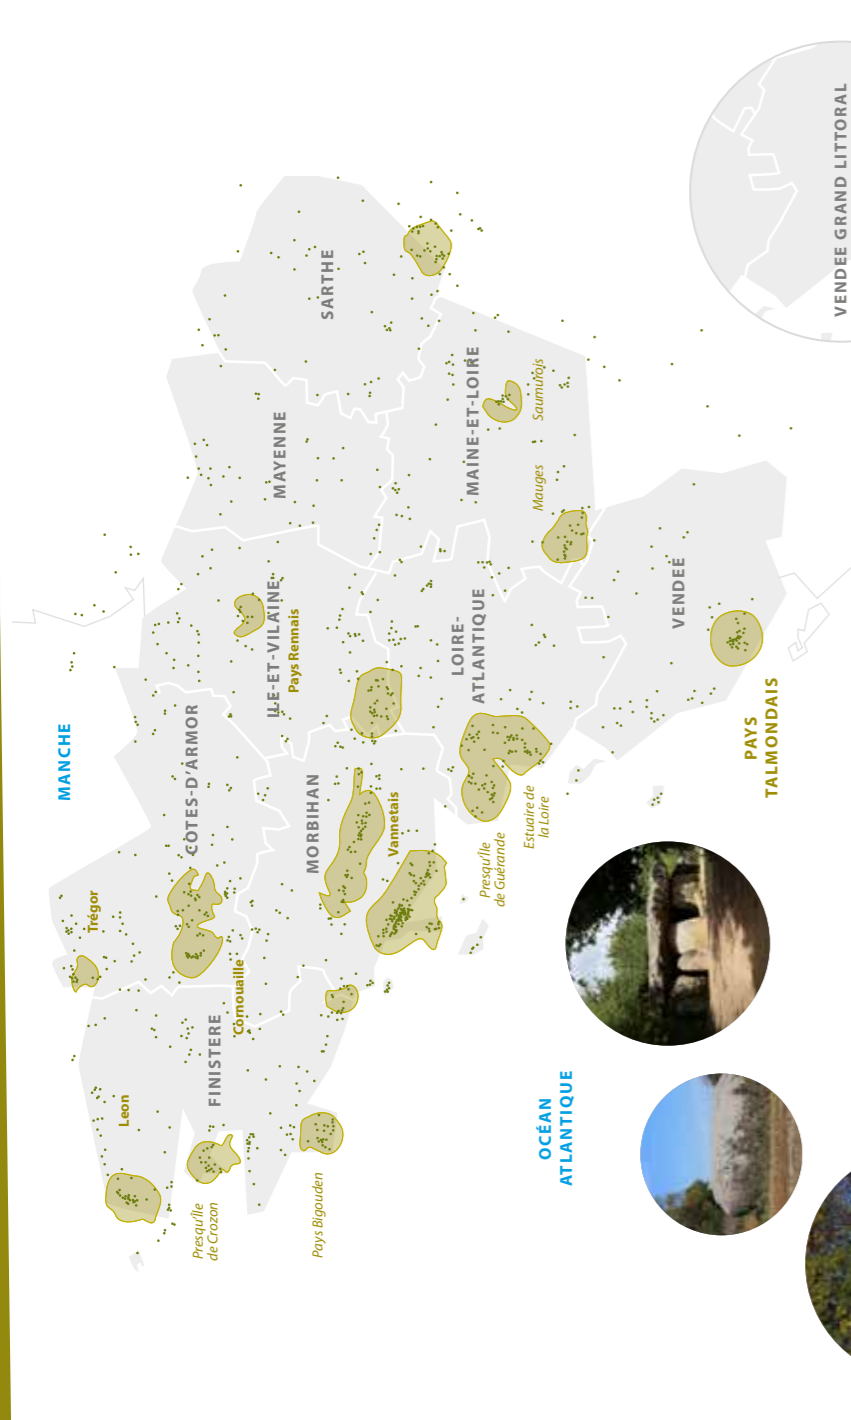 MANCHE
Trégor
Leon
CÔTES-D'ARMOR
FINISTERE
Cornouaille
Presqu'île
de Crozon
Pays Bigouden
ILE-ET-VILAINE
Pays Rennais
MORBIHAN
Vannetais
MAYENNE
SARTHE
MAINE-ET-LOIRE
Saumurois
Mauges
LOIRE-
ATLANTIQUE
Presqu'île
de Guérande
Estuaire de
la Loire
VENDEE
PAYS
TALMONDAIS
OCÉAN
ATLANTIQUE
VENDEE GRAND LITTORAL